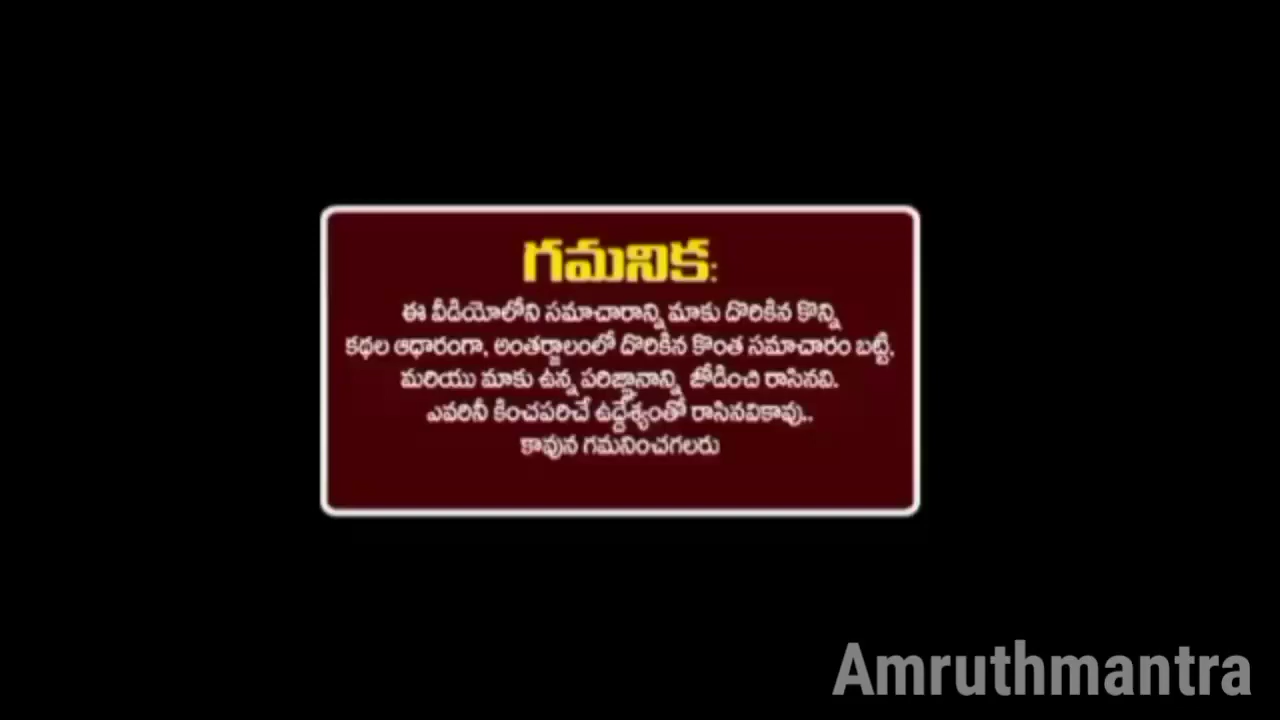 గమనిక:
ఈ వీడియోలోని సమాచారాన్ని మాకు దొరికిన కొన్ని
కథల ఆధారంగా, అంతర్జాలంలో దొరికిన కొంత సమాచారం బట్టి,
మరియు మాకు ఉన్న పరిజ్ఞానాన్ని జోడించి రాసినవి.
ఎవరినీ కించపరిచే ఉద్దేశ్యంతో రాసినవికావు..
కావున గమనించగలరు
Amruthmantra